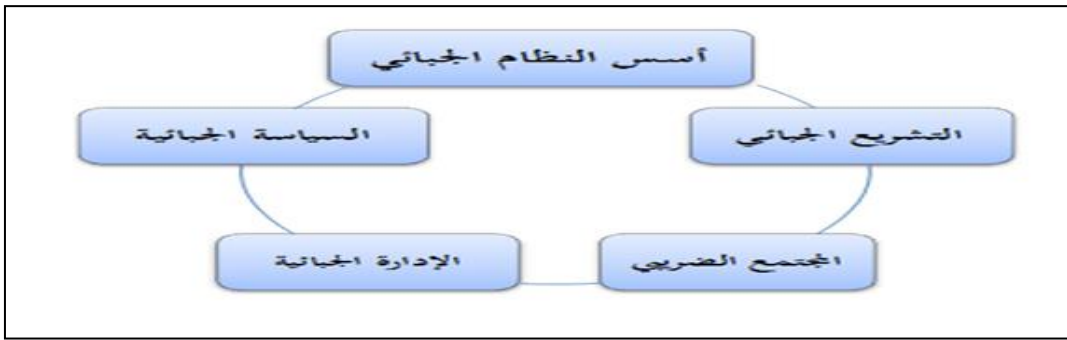 أسس النظام الجبائي
التشريع الجبائي
السياسة الجبائية
المجتمع الضريبي
الإدارة الجبائية